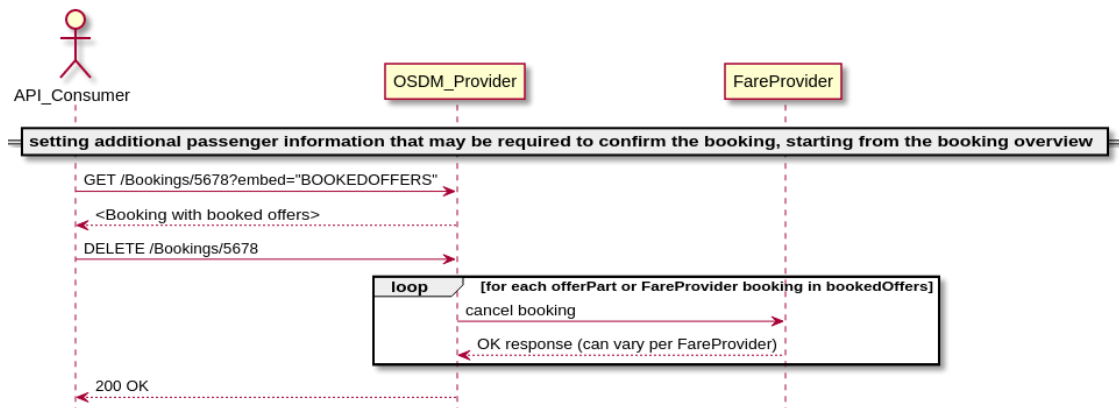 API_Consumer
OSDM_Provider
FareProvider
setting additional passenger information that may be required to confirm the booking, starting from the booking overview
GET /Bookings/5678?embed="BOOKEDOFFERS"
<Booking with booked offers>
DELETE /Bookings/5678
loop [for each offerPart or FareProvider booking in bookedOffers]
cancel booking
OK response (can vary per FareProvider)
200 OK